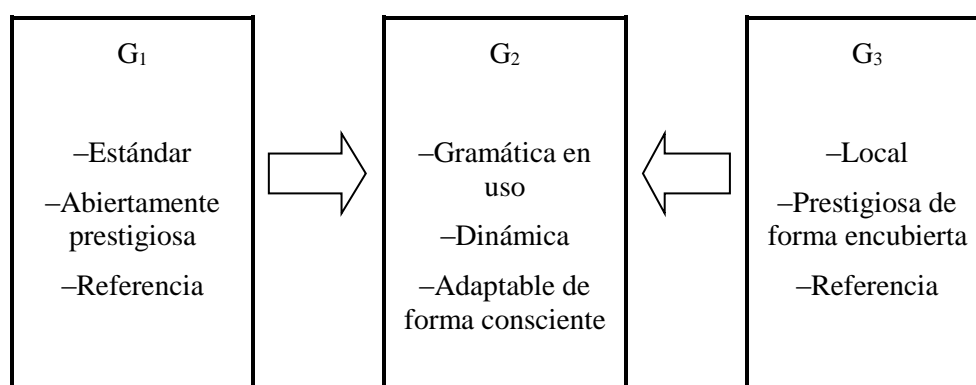 G₁
–Estándar
–Abiertamente
prestigiosa
–Referencia
G₂
–Gramática en
uso
–Dinámica
–Adaptable de
forma consciente
G₃
–Local
–Prestigiosa de
forma encubierta
–Referencia